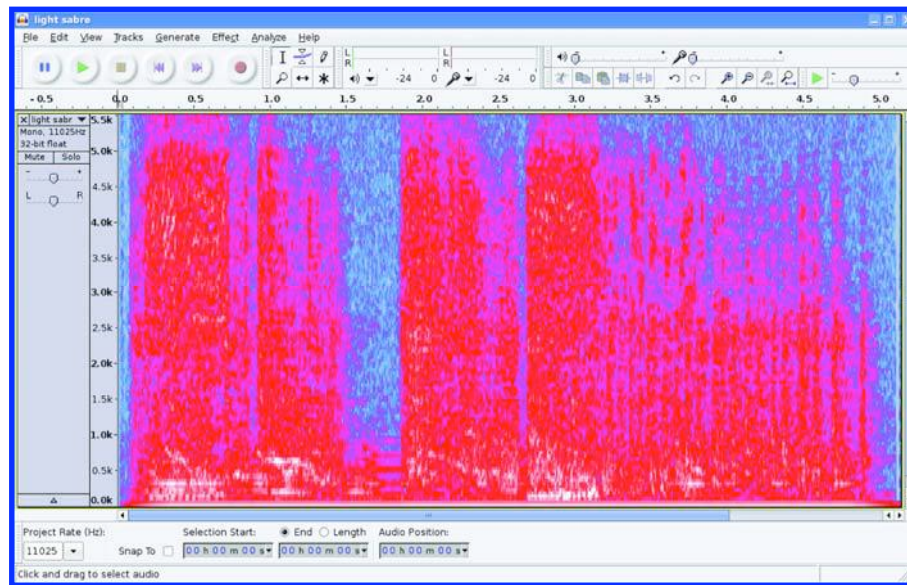 light sabre
File Edit View Tracks Generate Effect Analyze Help
L
R
-24 0
L
R
-24 0
-0.5 0.0 0.5 1.0 1.5 2.0 2.5 3.0 3.5 4.0 4.5 5.0
light sabr
Mono, 11025Hz
32-bit float
Mute Solo
- +
L R
5.5k
5.0k
4.5k
4.0k
3.5k
3.0k
2.5k
2.0k
1.5k
1.0k
0.5k
0.0k
Project Rate (Hz): Selection Start: End Length Audio Position:
11025 Snap To 00 h 00 m 00 s 00 h 00 m 00 s 00 h 00 m 00 s
Click and drag to select audio